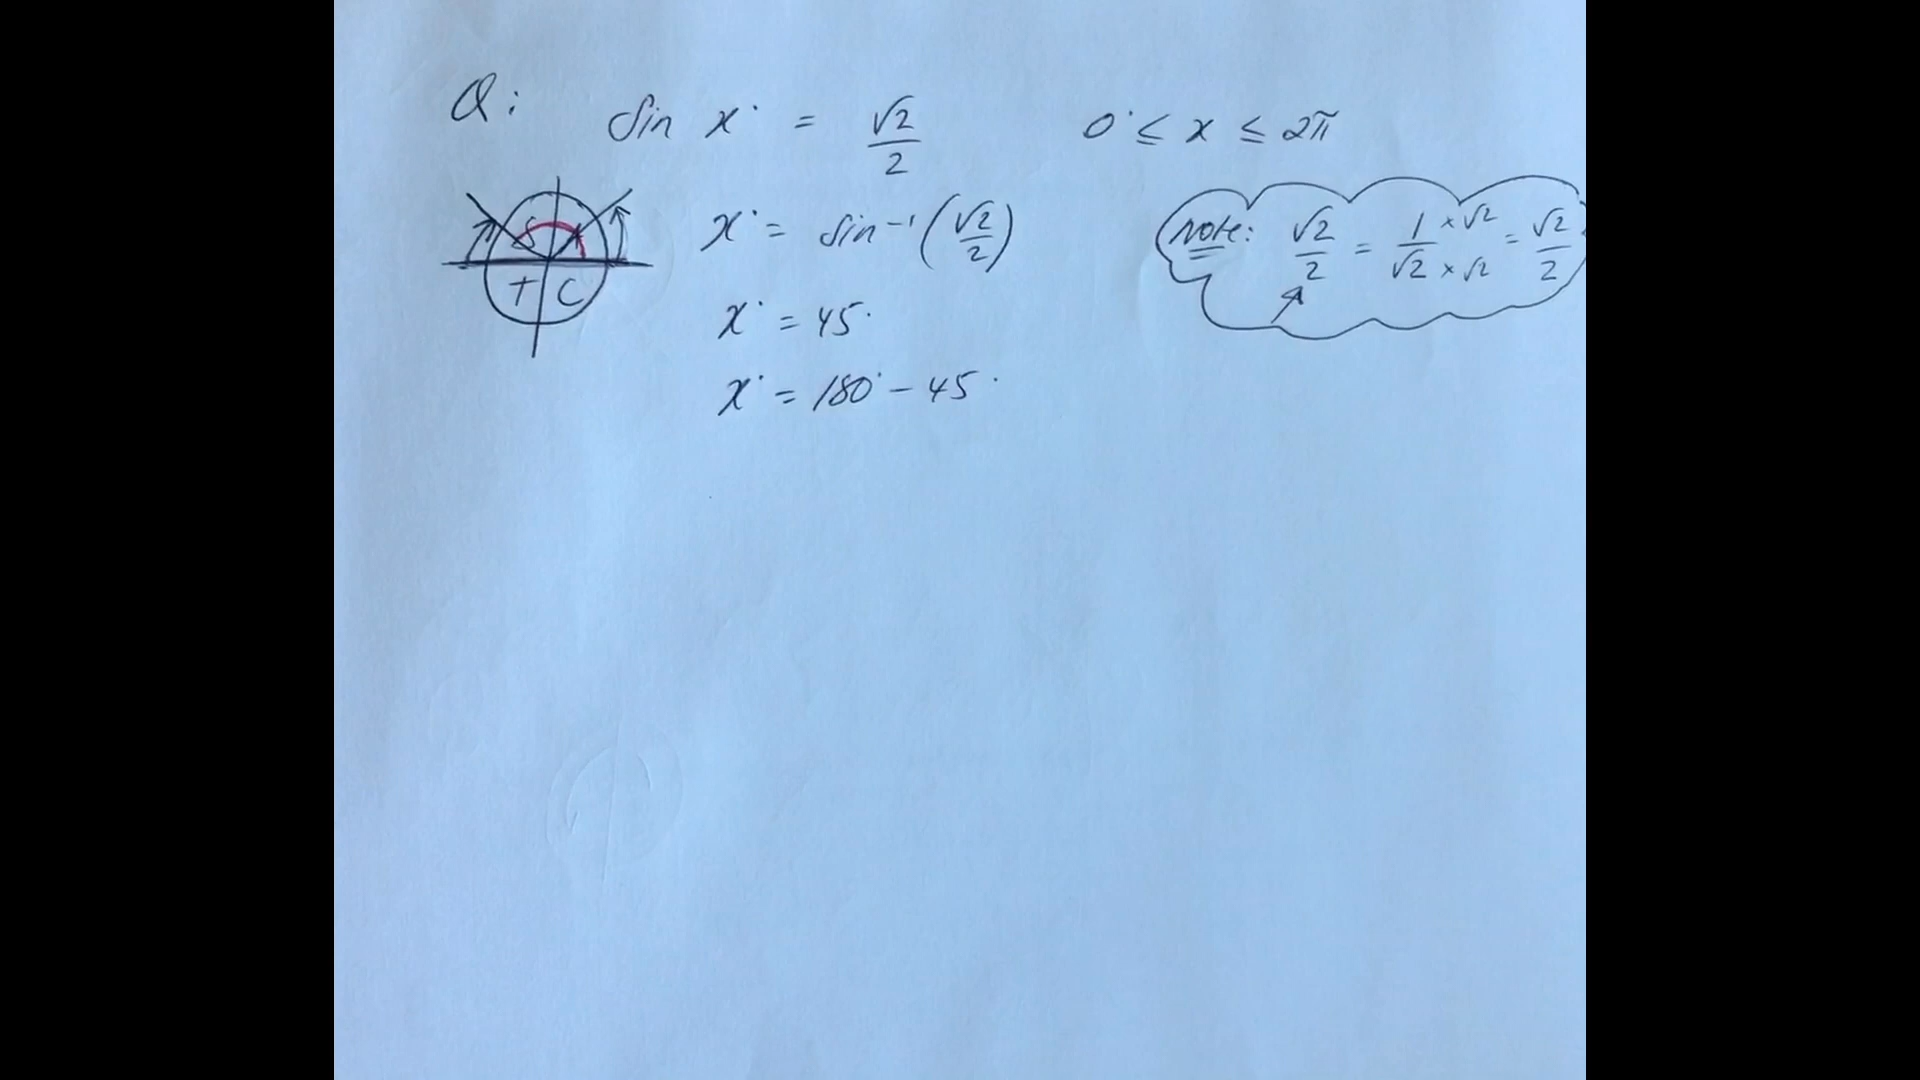 Q: sin x° = √2/2 0° ≤ x ≤ 2π
S A
T C
x° = sin⁻¹(√2/2)
Note: √2/2 = 1/√2 × √2/√2 = √2/2
x° = 45°
x° = 180° − 45°